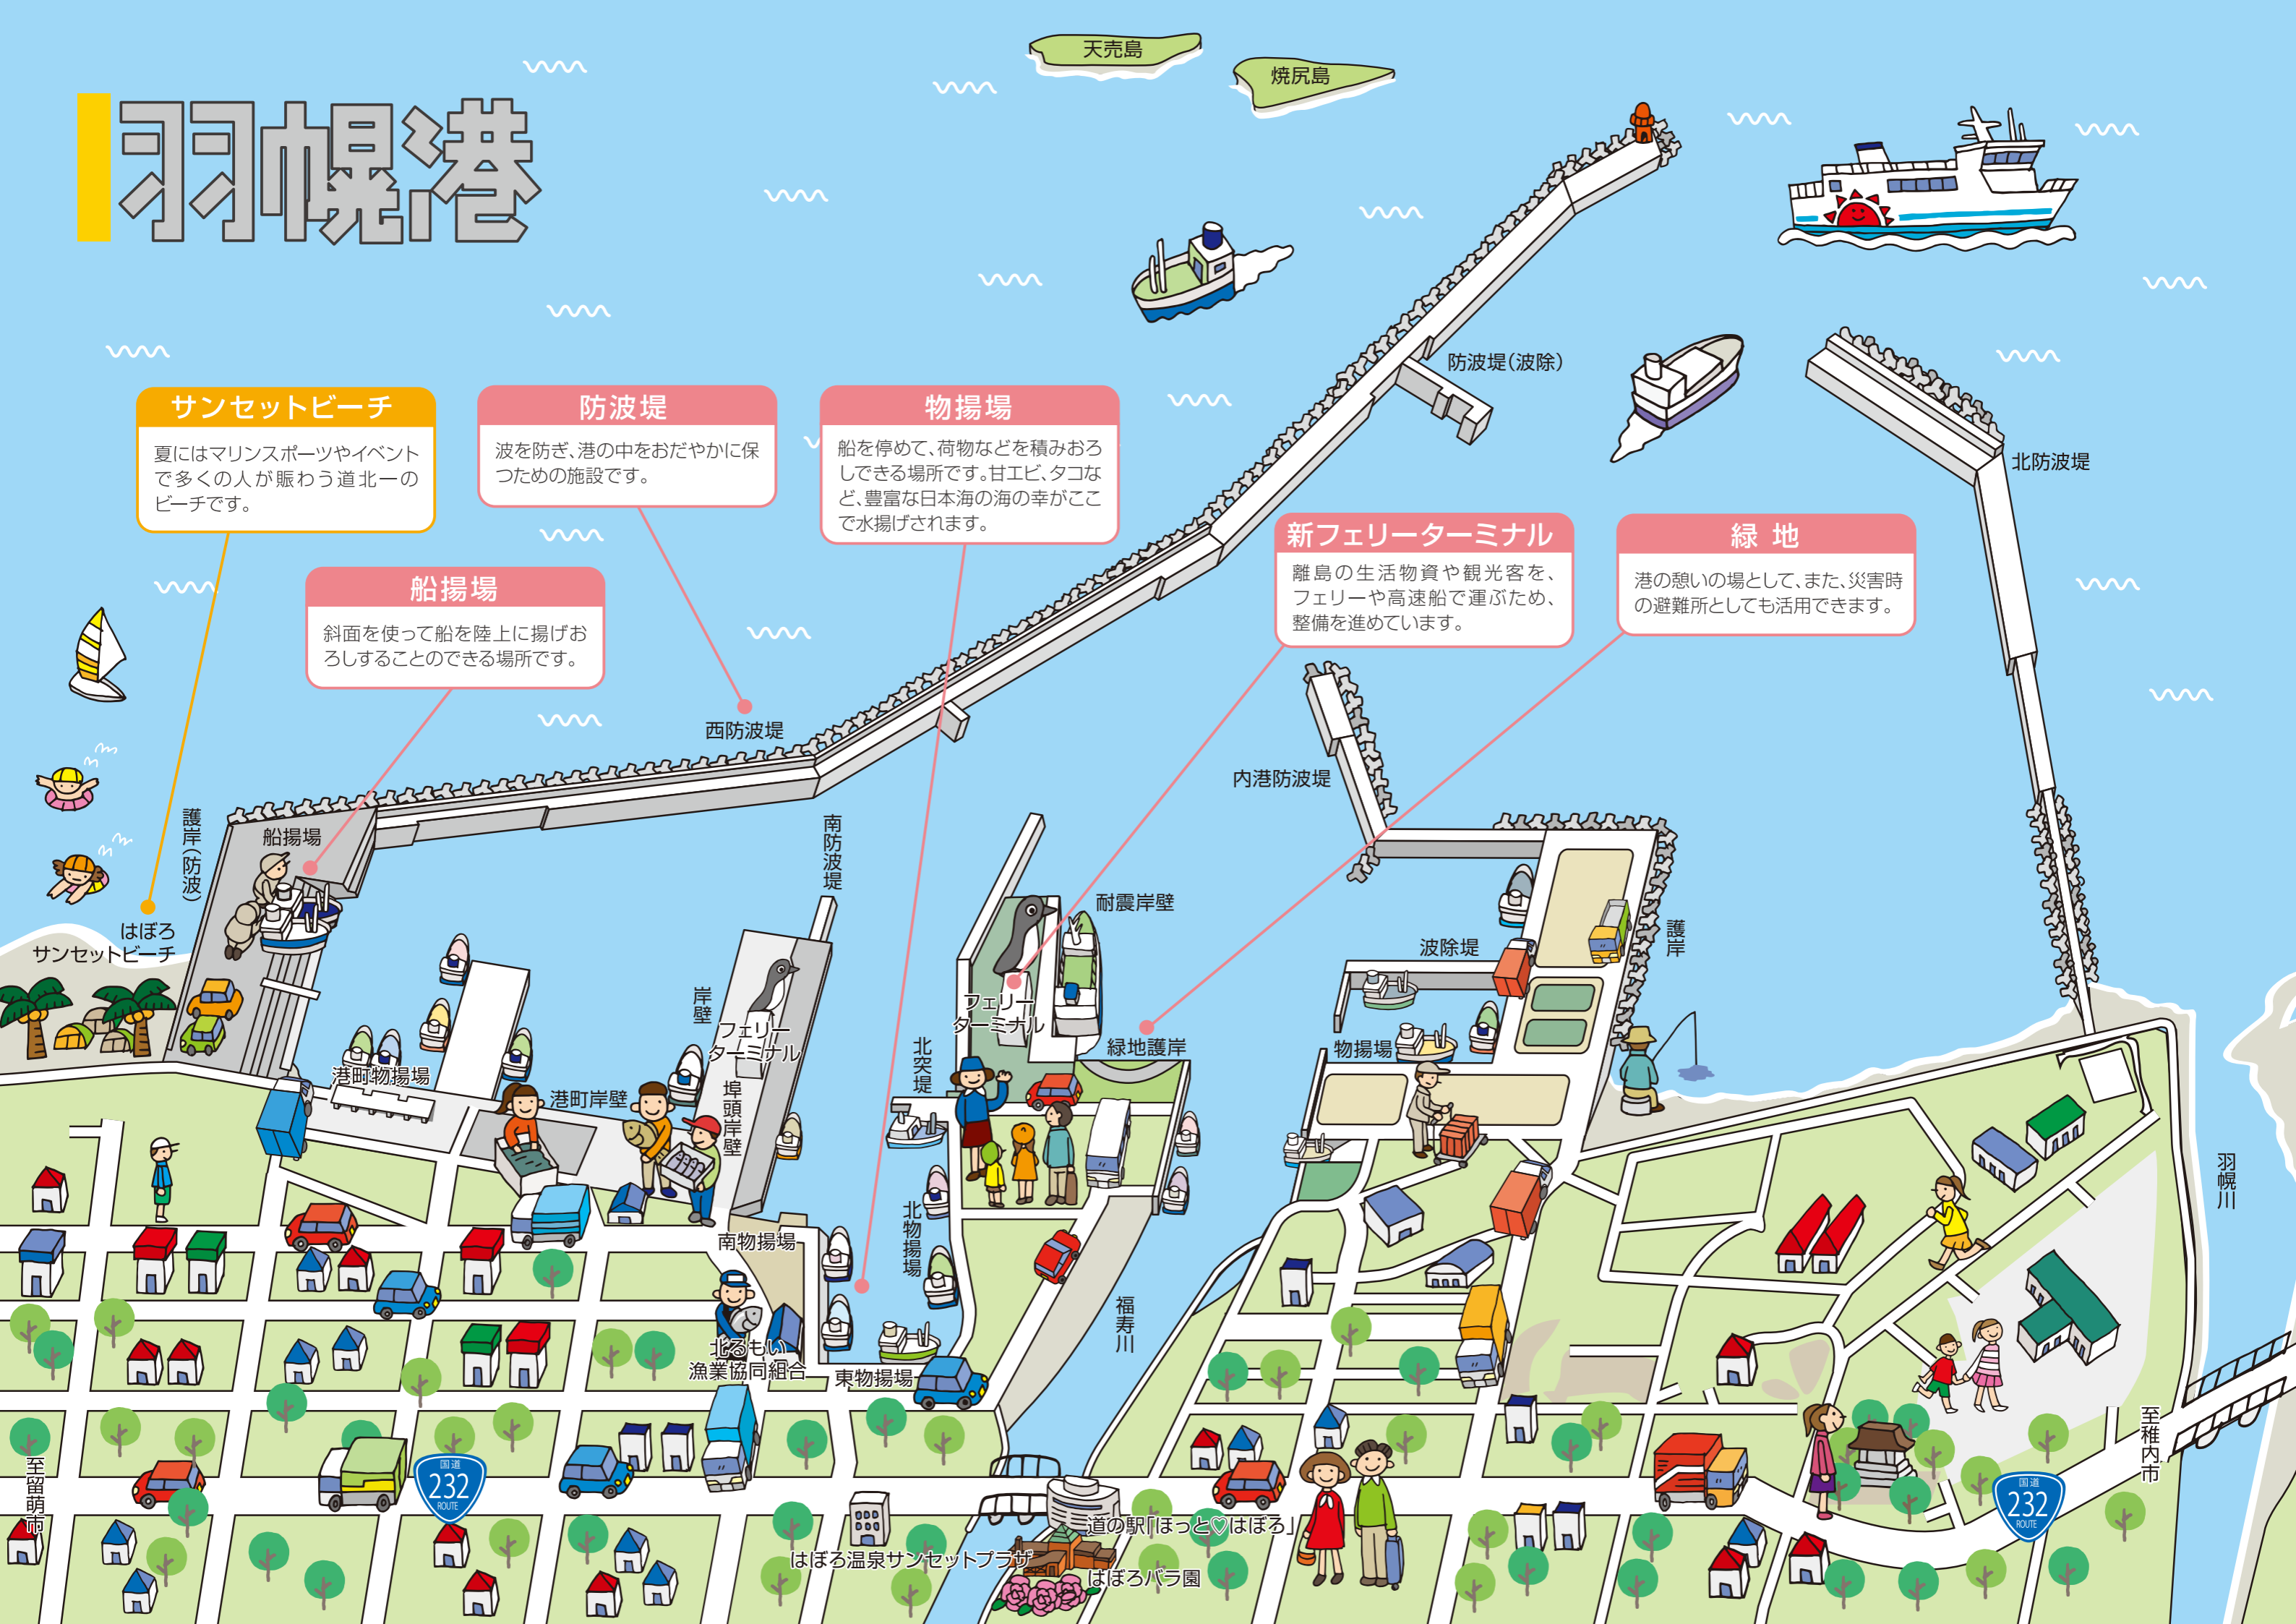 羽幌港
天売島
焼尻島
防波堤(波除)
北防波堤
サンセットビーチ
夏にはマリンスポーツやイベント
で多くの人が賑わう道北一の
ビーチです。
防波堤
波を防ぎ、港の中をおだやかに保
つための施設です。
物揚場
船を停めて、荷物などを積みおろ
しできる場所です。甘エビ、タコな
ど、豊富な日本海の海の幸がここ
で水揚げされます。
新フェリーターミナル
離島の生活物資や観光客を、
フェリーや高速船で運ぶため、
整備を進めています。
緑 地
港の憩いの場として、また、災害時
の避難所としても活用できます。
船揚場
斜面を使って船を陸上に揚げお
ろしすることのできる場所です。
西防波堤
内港防波堤
護岸(防波)
船揚場
南防波堤
耐震岸壁
はぼろ
サンセットビーチ
波除堤
護岸
岸壁
フェリー
ターミナル
フェリー
ターミナル
北突堤
緑地護岸
物揚場
港町物揚場
港町岸壁
埠頭岸壁
羽幌川
南物揚場
北物揚場
福寿川
北るもい
漁業協同組合
東物揚場
至留萌市
国道
232
ROUTE
至稚内市
国道
232
ROUTE
道の駅「ほっと♡はぼろ」
はぼろ温泉サンセットプラザ
はぼろバラ園